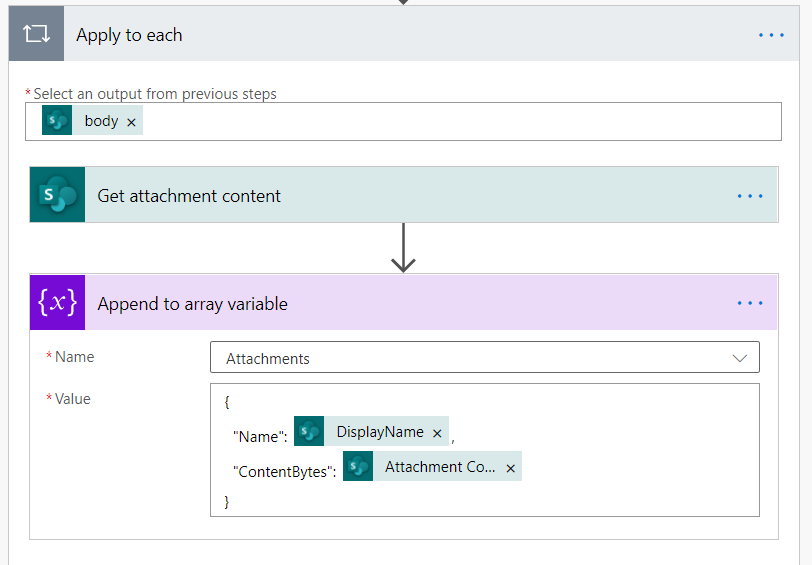 Apply to each
* Select an output from previous steps
body ×
S
Get attachment content
{x}
Append to array variable
* Name
Attachments
* Value
{
"Name": S DisplayName × ,
"ContentBytes": S Attachment Co... ×
}